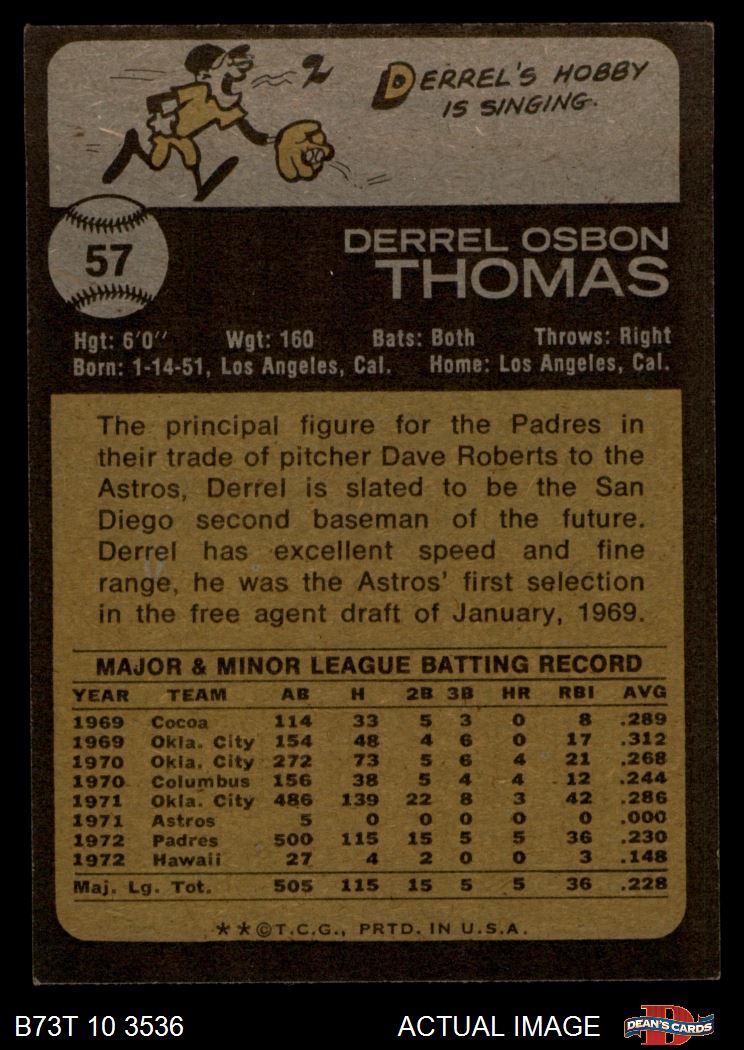 2
DERREL'S HOBBY
IS SINGING.
57
DERREL OSBON
THOMAS
Hgt: 6'0" Wgt: 160 Bats: Both Throws: Right
Born: 1-14-51, Los Angeles, Cal. Home: Los Angeles, Cal.
The principal figure for the Padres in
their trade of pitcher Dave Roberts to the
Astros, Derrel is slated to be the San
Diego second baseman of the future.
Derrel has excellent speed and fine
range, he was the Astros' first selection
in the free agent draft of January, 1969.
MAJOR & MINOR LEAGUE BATTING RECORD
YEAR TEAM AB H 2B 3B HR RBI AVG
1969 Cocoa 114 33 5 3 0 8 .289
1969 Okla. City 154 48 4 6 0 17 .312
1970 Okla. City 272 73 5 6 4 21 .268
1970 Columbus 156 38 5 4 4 12 .244
1971 Okla. City 486 139 22 8 3 42 .286
1971 Astros 5 0 0 0 0 0 .000
1972 Padres 500 115 15 5 5 36 .230
1972 Hawaii 27 4 2 0 0 3 .148
Maj. Lg. Tot. 505 115 15 5 5 36 .228
**©T.C.G., PRTD. IN U.S.A.
B73T 10 3536 ACTUAL IMAGE
D
DEAN'S CARDS